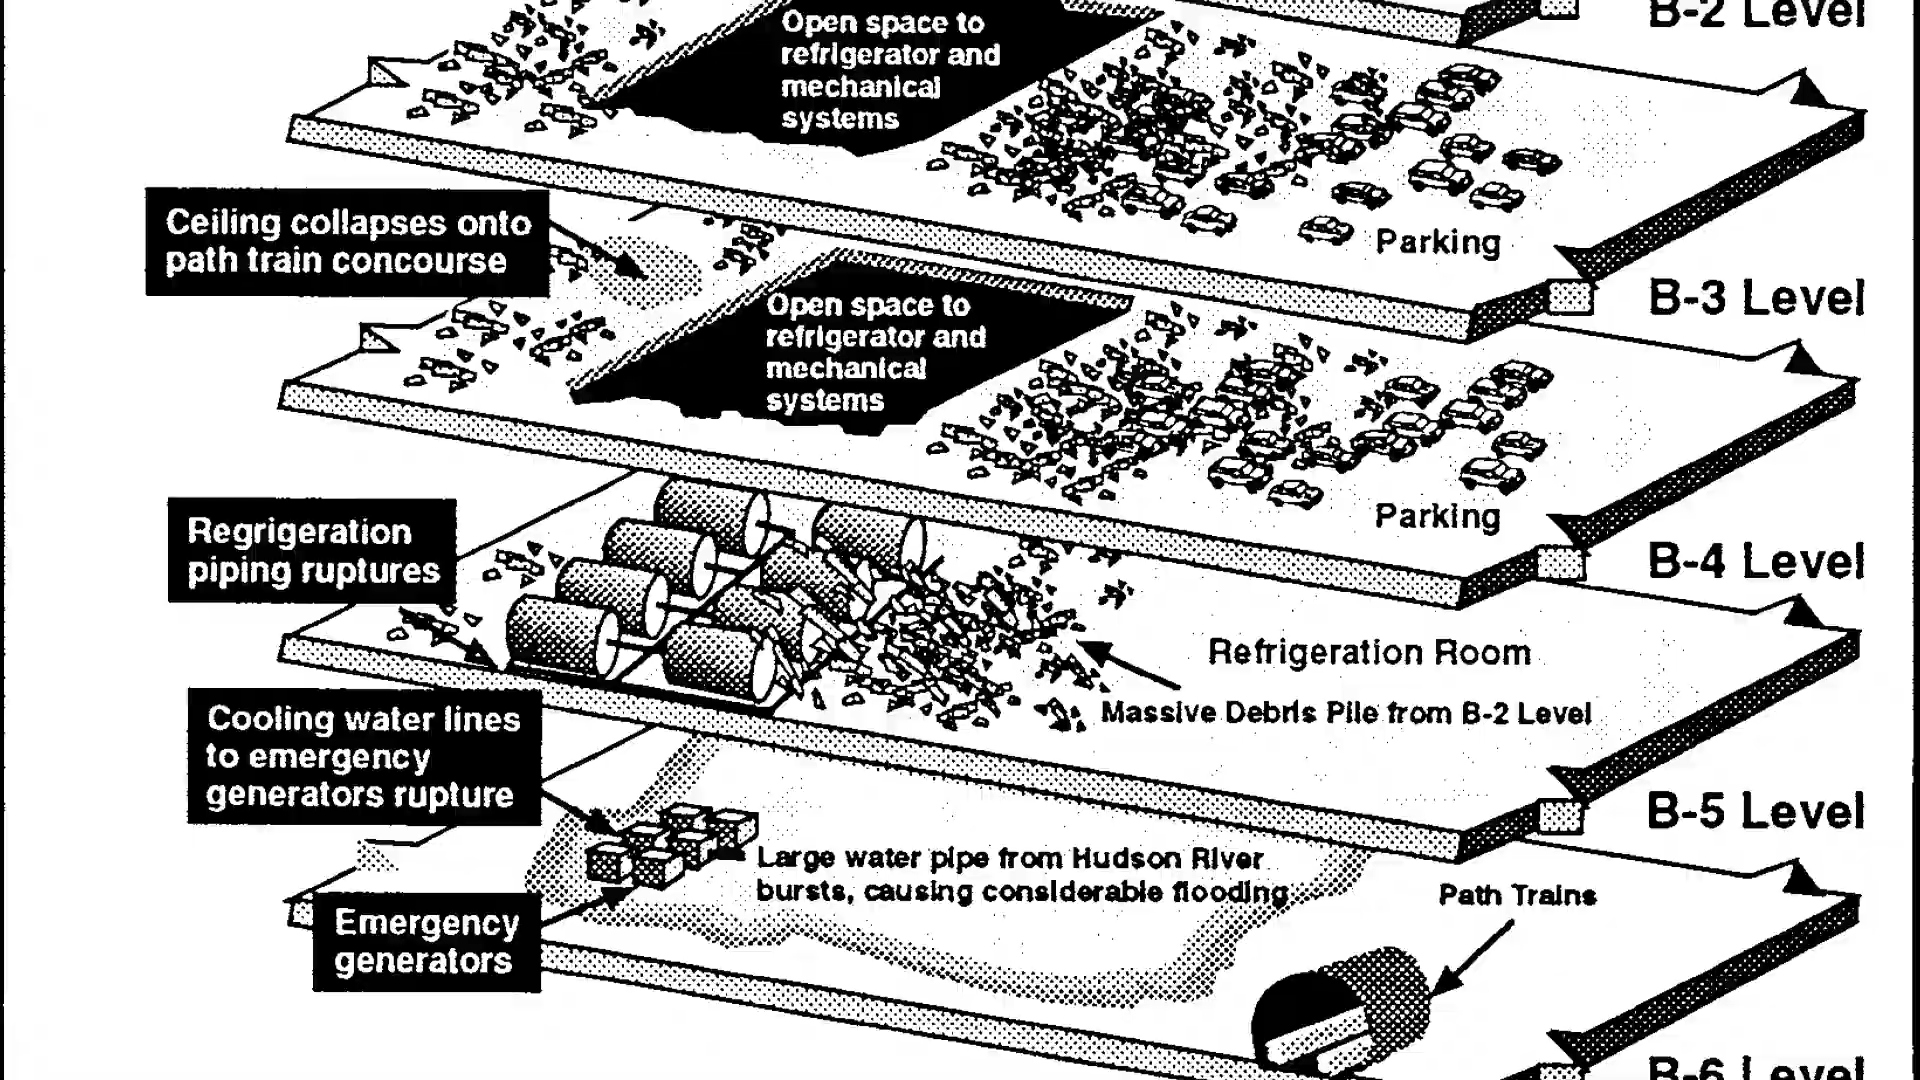 B-2 Level
Open space to
refrigerator and
mechanical
systems
Parking
B-3 Level
Ceiling collapses onto
path train concourse
Open space to
refrigerator and
mechanical
systems
Parking
B-4 Level
Regrigeration
piping ruptures
Refrigeration Room
Massive Debris Pile from B-2 Level
B-5 Level
Cooling water lines
to emergency
generators rupture
Large water pipe from Hudson River
bursts, causing considerable flooding
Path Trains
Emergency
generators
B-6 Level